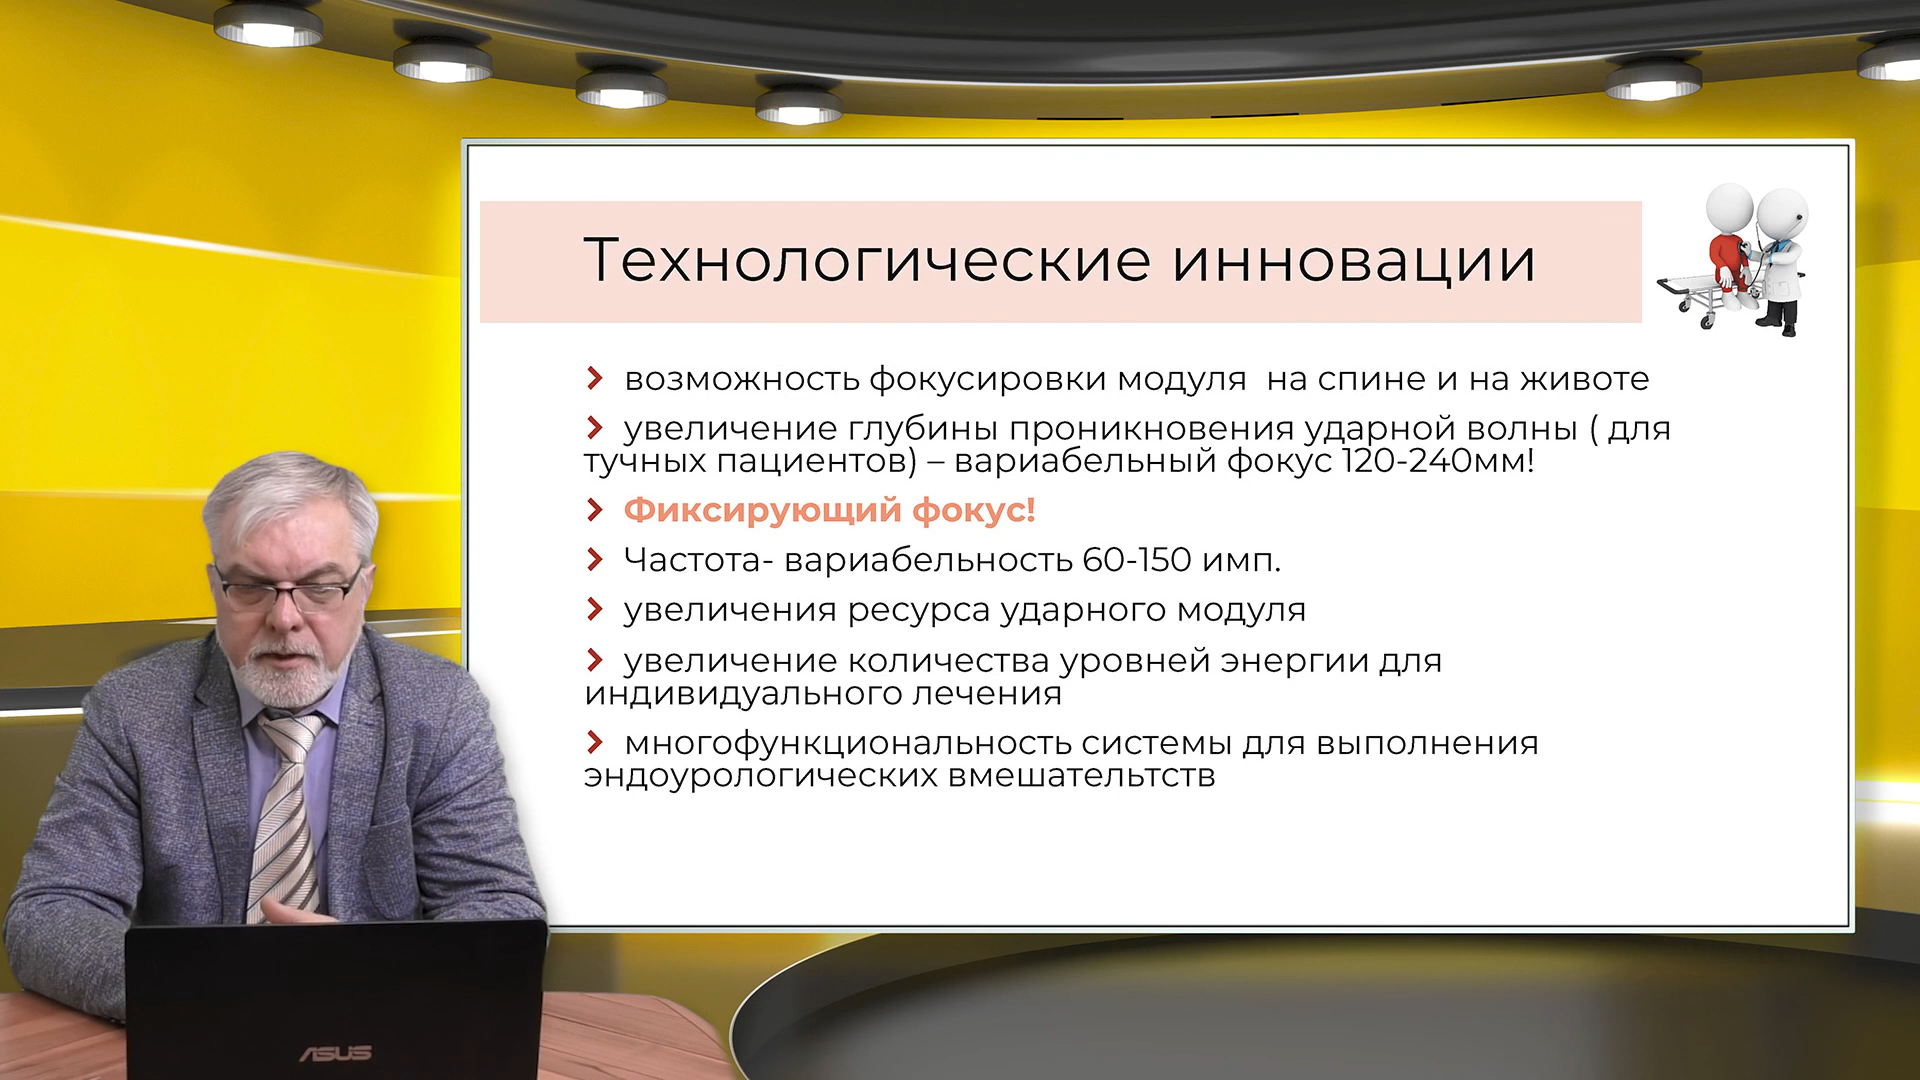 Технологические инновации
возможность фокусировки модуля на спине и на животе
увеличение глубины проникновения ударной волны ( для
тучных пациентов) – вариабельный фокус 120-240мм!
Фиксирующий фокус!
Частота- вариабельность 60-150 имп.
увеличения ресурса ударного модуля
увеличение количества уровней энергии для
индивидуального лечения
многофункциональность системы для выполнения
эндоурологических вмешательтств
ASUS